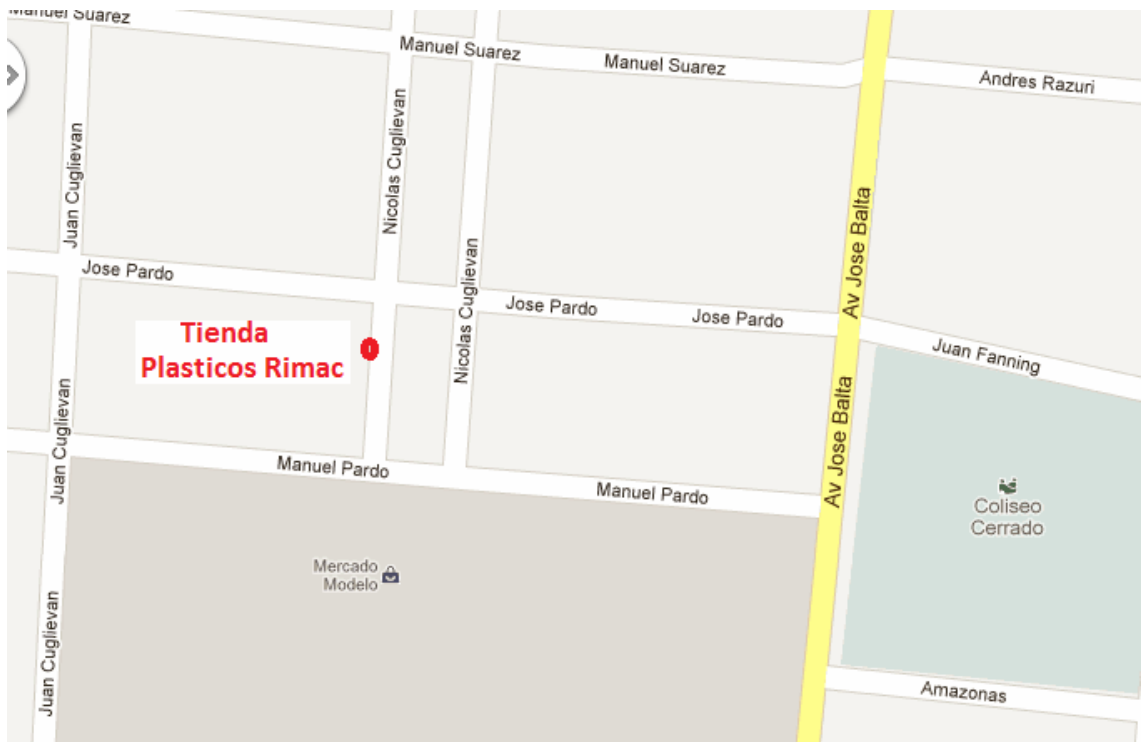 Manuel Suarez
Manuel Suarez
Manuel Suarez
Andres Razuri
Juan Cuglievan
Nicolas Cuglievan
Av Jose Balta
Nicolas Cuglievan
Jose Pardo
Jose Pardo
Jose Pardo
Tienda
Plasticos Rimac
Juan Fanning
Juan Cuglievan
Av Jose Balta
Manuel Pardo
Manuel Pardo
Coliseo
Cerrado
Mercado
Modelo
Juan Cuglievan
Amazonas